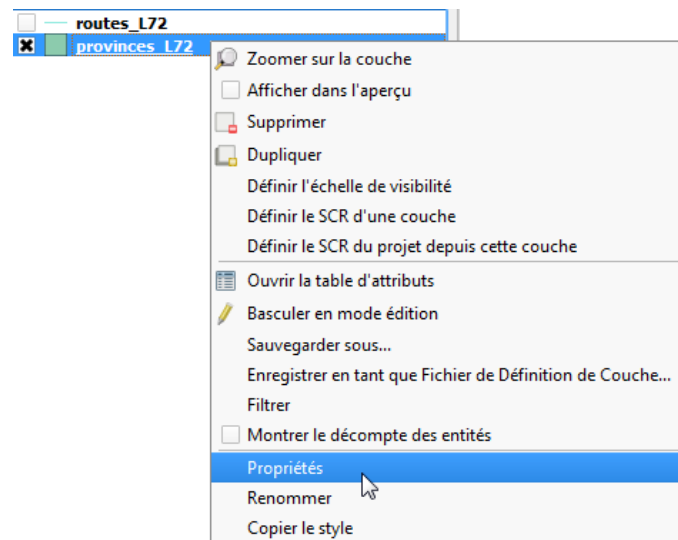 routes_L72
provinces_L72
Zoomer sur la couche
Afficher dans l'aperçu
Supprimer
Dupliquer
Définir l'échelle de visibilité
Définir le SCR d'une couche
Définir le SCR du projet depuis cette couche
Ouvrir la table d'attributs
Basculer en mode édition
Sauvegarder sous...
Enregistrer en tant que Fichier de Définition de Couche...
Filtrer
Montrer le décompte des entités
Propriétés
Renommer
Copier le style